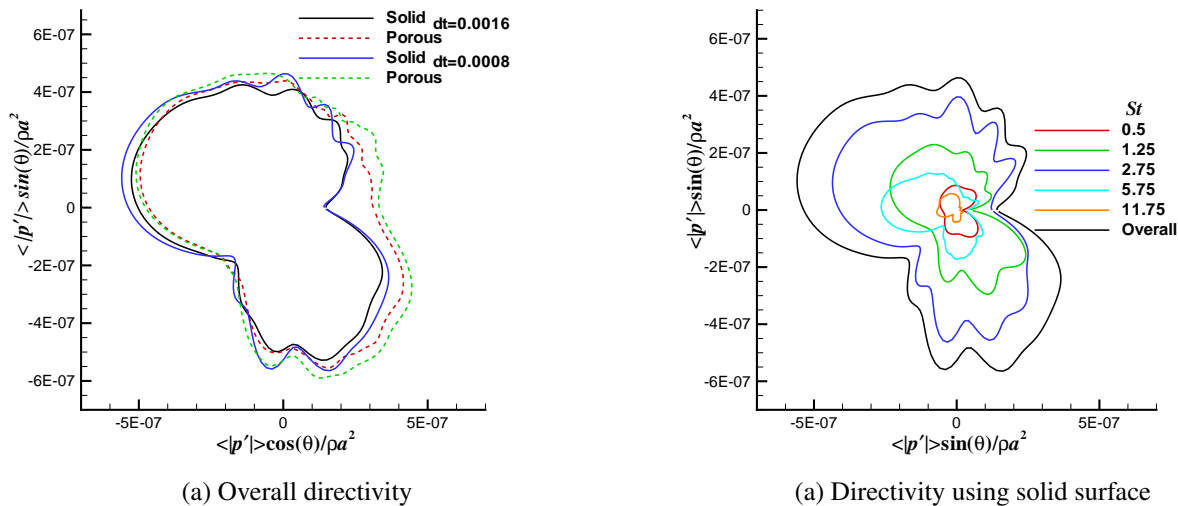 Solid dt=0.0016
Porous
Solid dt=0.0008
Porous
6E-07
4E-07
2E-07
0
-2E-07
-4E-07
-6E-07
-5E-07 0 5E-07
<|p'|>sin(θ)/ρa²
<|p'|>cos(θ)/ρa²
(a) Overall directivity
St
0.5
1.25
2.75
5.75
11.75
Overall
6E-07
4E-07
2E-07
0
-2E-07
-4E-07
-6E-07
-5E-07 0 5E-07
<|p'|>sin(θ)/ρa²
<|p'|>sin(θ)/ρa²
(a) Directivity using solid surface